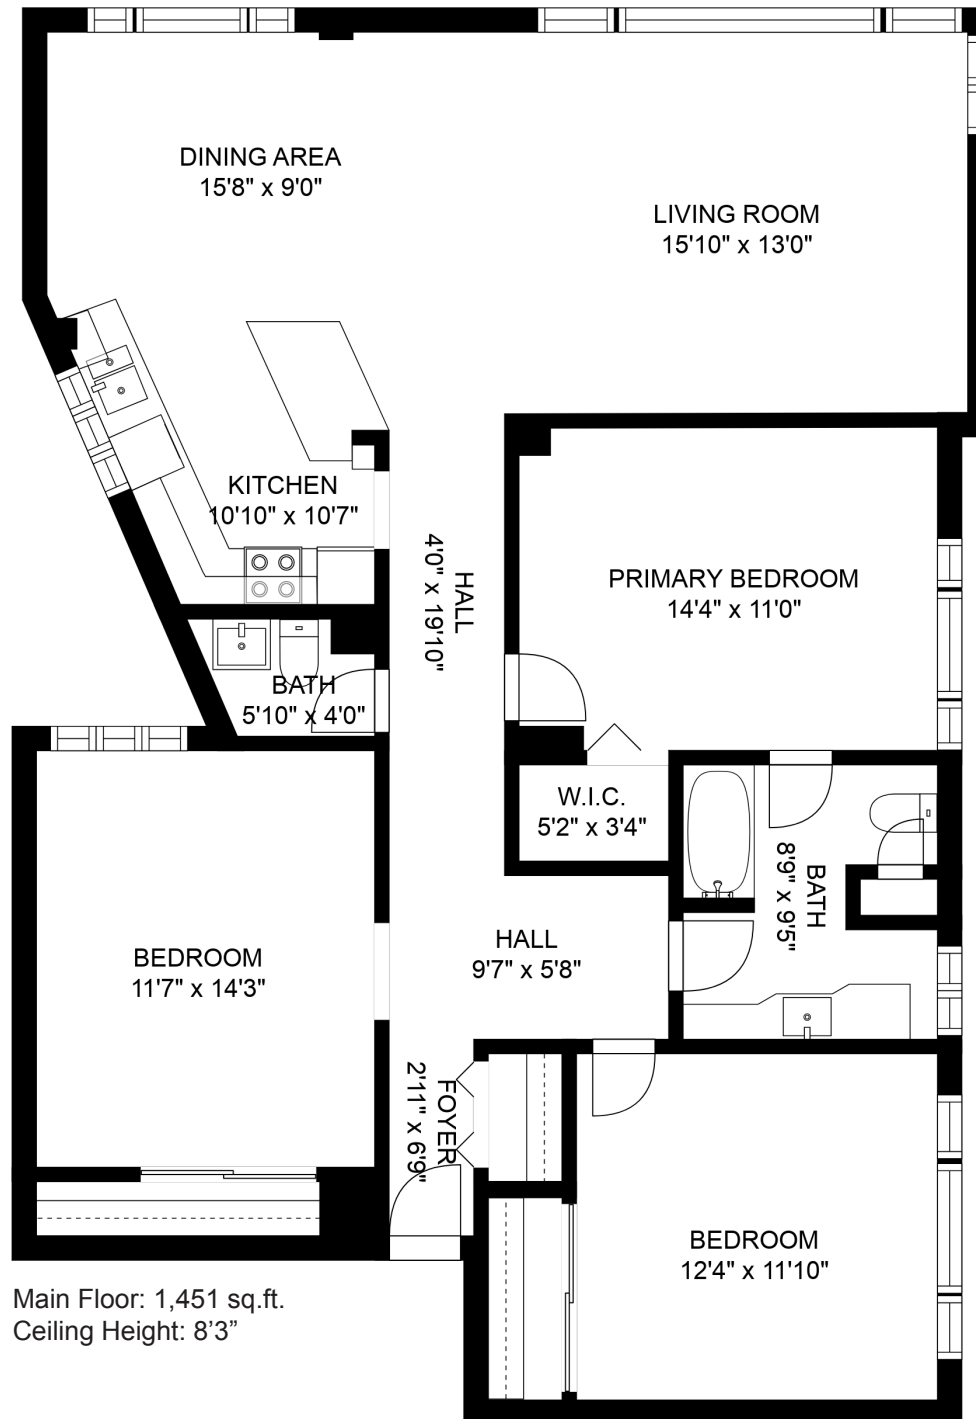 DINING AREA
15'8" x 9'0"
LIVING ROOM
15'10" x 13'0"
KITCHEN
10'10" x 10'7"
HALL
4'0" x 19'10"
PRIMARY BEDROOM
14'4" x 11'0"
BATH
5'10" x 4'0"
W.I.C.
5'2" x 3'4"
BATH
8'9" x 9'5"
BEDROOM
11'7" x 14'3"
HALL
9'7" x 5'8"
FOYER
2'11" x 6'9"
BEDROOM
12'4" x 11'10"
Main Floor: 1,451 sq.ft.
Ceiling Height: 8'3”